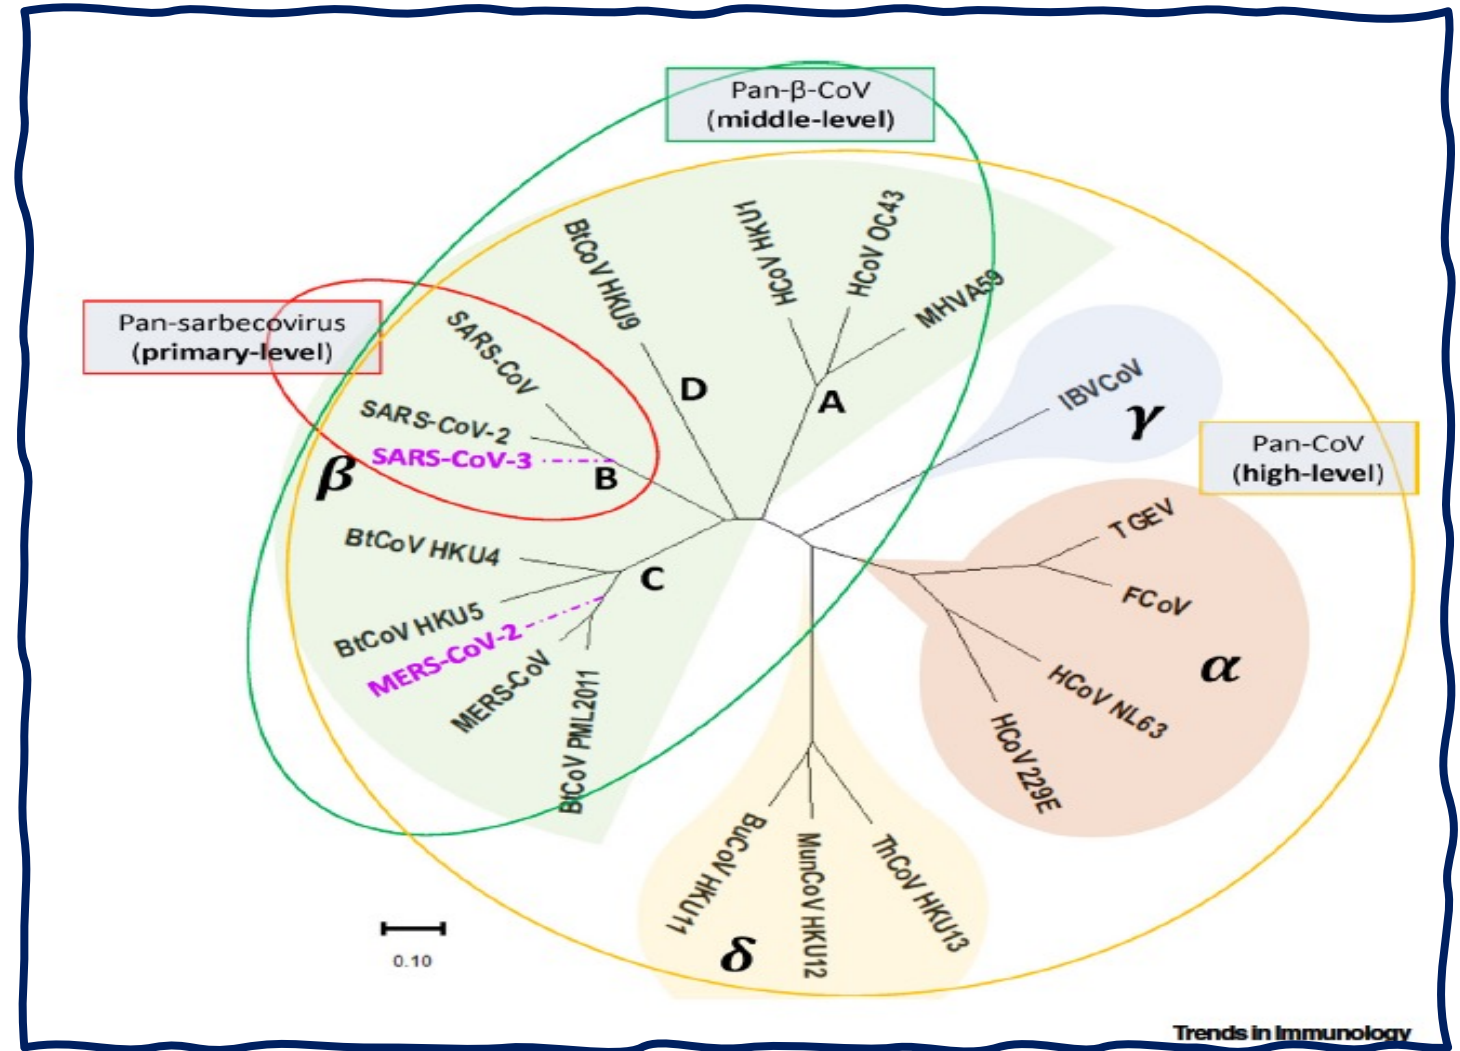 Pan-β-CoV
(middle-level)
Pan-sarbecovirus
(primary-level)
Pan-CoV
(high-level)
BtCoV HKU9
HCoV HKU1
HCoV OC43
MHVA59
D
A
SARS-CoV
SARS-CoV-2
SARS-CoV-3
B
β
IBVCoV
γ
BtCoV HKU4
BtCoV HKU5
MERS-CoV-2
MERS-CoV
BtCoV PML2011
C
TGEV
FCoV
HCoV NL63
HCoV 229E
α
BuCoV HKU11
MunCoV HKU12
ThCoV HKU13
δ
0.10
Trends in Immunology